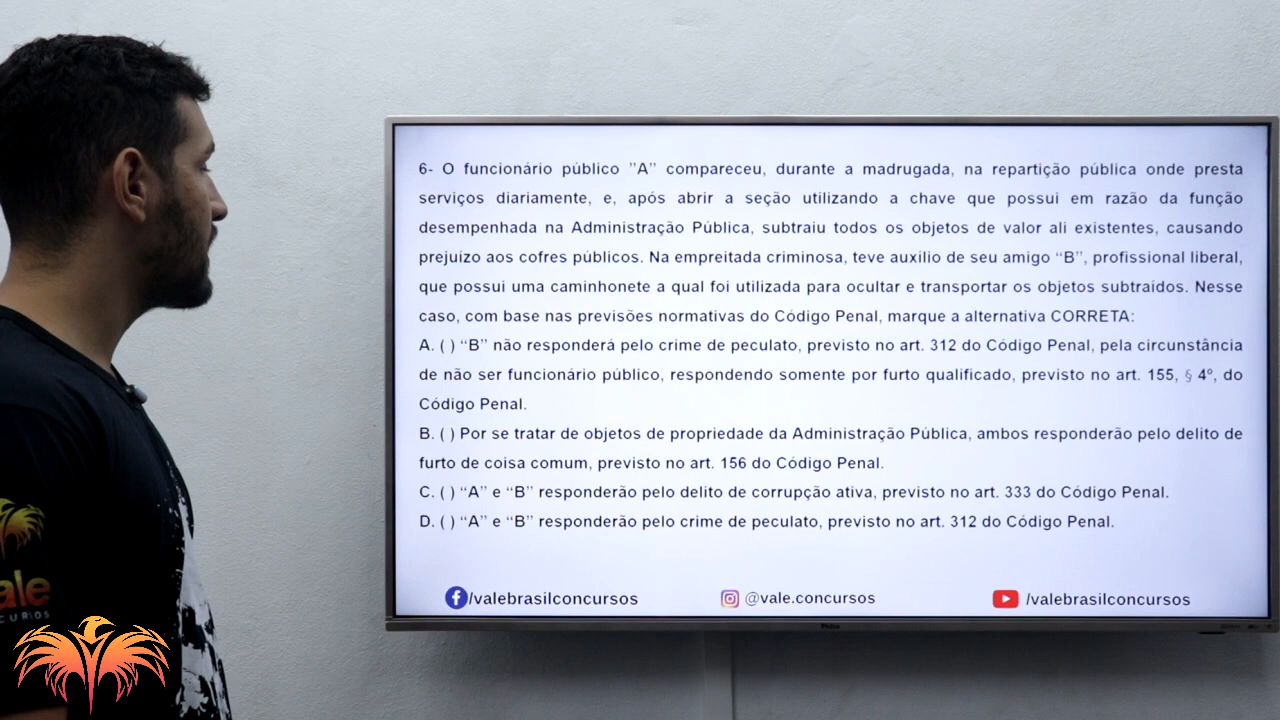 6- O funcionário público "A" compareceu, durante a madrugada, na repartição pública onde presta
serviços diariamente, e, após abrir a seção utilizando a chave que possui em razão da função
desempenhada na Administração Pública, subtraiu todos os objetos de valor ali existentes, causando
prejuízo aos cofres públicos. Na empreitada criminosa, teve auxílio de seu amigo “B”, profissional liberal,
que possui uma caminhonete a qual foi utilizada para ocultar e transportar os objetos subtraídos. Nesse
caso, com base nas previsões normativas do Código Penal, marque a alternativa CORRETA:
A. ( ) “B” não responderá pelo crime de peculato, previsto no art. 312 do Código Penal, pela circunstância
de não ser funcionário público, respondendo somente por furto qualificado, previsto no art. 155, § 4º, do
Código Penal.
B. ( ) Por se tratar de objetos de propriedade da Administração Pública, ambos responderão pelo delito de
furto de coisa comum, previsto no art. 156 do Código Penal.
C. ( ) “A” e “B” responderão pelo delito de corrupção ativa, previsto no art. 333 do Código Penal.
D. ( ) “A” e “B” responderão pelo crime de peculato, previsto no art. 312 do Código Penal.
/valebrasilconcursos @vale.concursos /valebrasilconcursos
Philco
ale
CURSOS